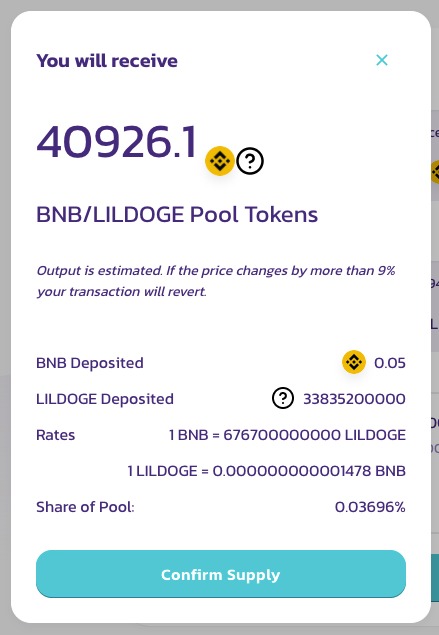 You will receive
40926.1
BNB/LILDOGE Pool Tokens
Output is estimated. If the price changes by more than 9%
your transaction will revert.
BNB Deposited 0.05
LILDOGE Deposited ? 33835200000
Rates 1 BNB = 676700000000 LILDOGE
1 LILDOGE = 0.000000000001478 BNB
Share of Pool: 0.03696%
Confirm Supply